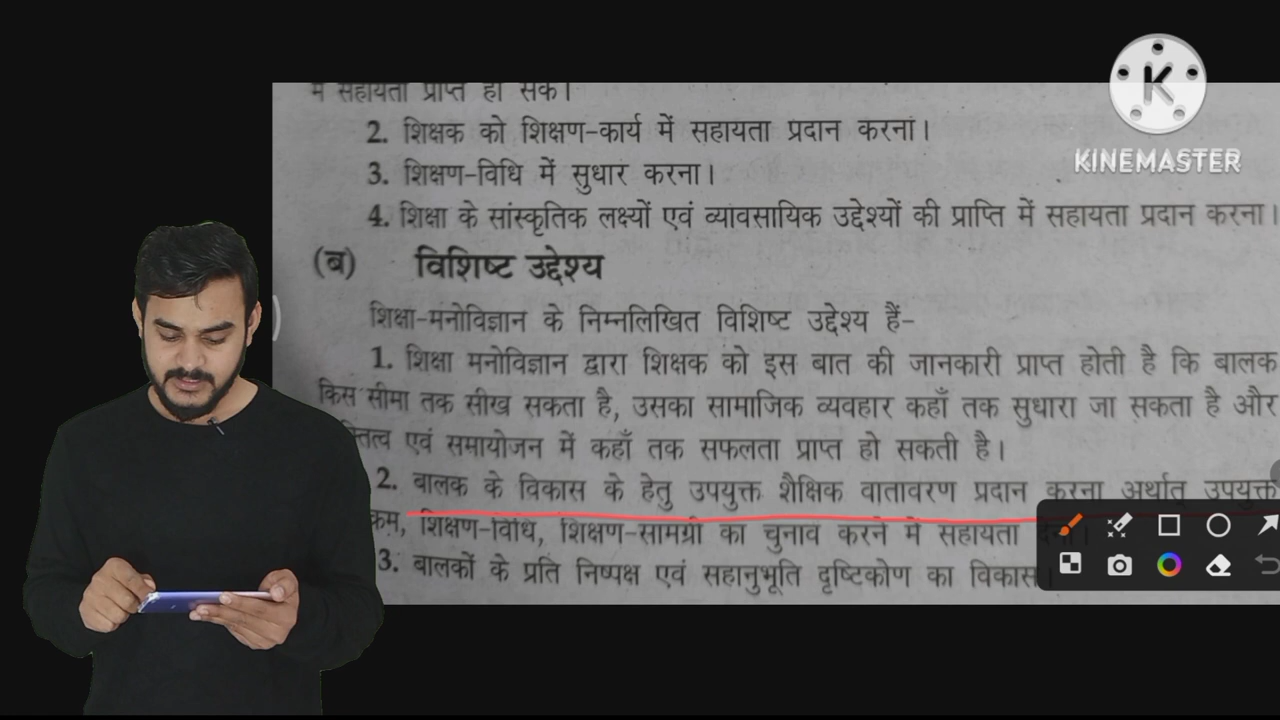 म सहायता प्राप्त हो सके।
2. शिक्षक को शिक्षण-कार्य में सहायता प्रदान करना।
3. शिक्षण-विधि में सुधार करना।
4. शिक्षा के सांस्कृतिक लक्ष्यों एवं व्यावसायिक उद्देश्यों की प्राप्ति में सहायता प्रदान करना।
(ब) विशिष्ट उद्देश्य
शिक्षा-मनोविज्ञान के निम्नलिखित विशिष्ट उद्देश्य हैं-
1. शिक्षा मनोविज्ञान द्वारा शिक्षक को इस बात की जानकारी प्राप्त होती है कि बालक
किस सीमा तक सीख सकता है, उसका सामाजिक व्यवहार कहाँ तक सुधारा जा सकता है और
एवं समायोजन में कहाँ तक सफलता प्राप्त हो सकती है।
2. बालक के विकास के हेतु उपयुक्त शैक्षिक वातावरण प्रदान करना अर्थात् उपयुक्त
शिक्षण-विधि, शिक्षण-सामग्री का चुनाव करने में सहायता देना।
3. बालकों के प्रति निष्पक्ष एवं सहानुभूति दृष्टिकोण का विकास।
K
KINEMASTER